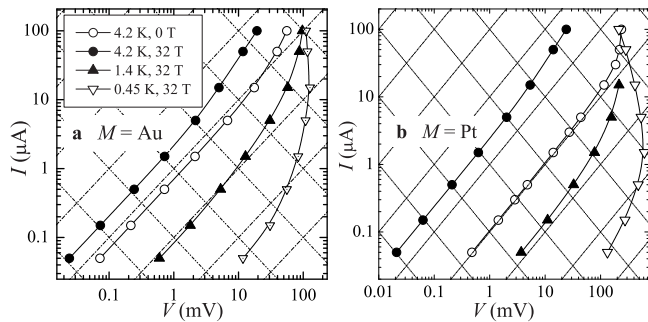 4.2 K, 0 T
4.2 K, 32 T
1.4 K, 32 T
0.45 K, 32 T
a M = Au
I (μA)
100
10
1
0.1
0.1 1 10 100
V (mV)
b M = Pt
I (μA)
100
10
1
0.1
0.01 0.1 1 10 100
V (mV)